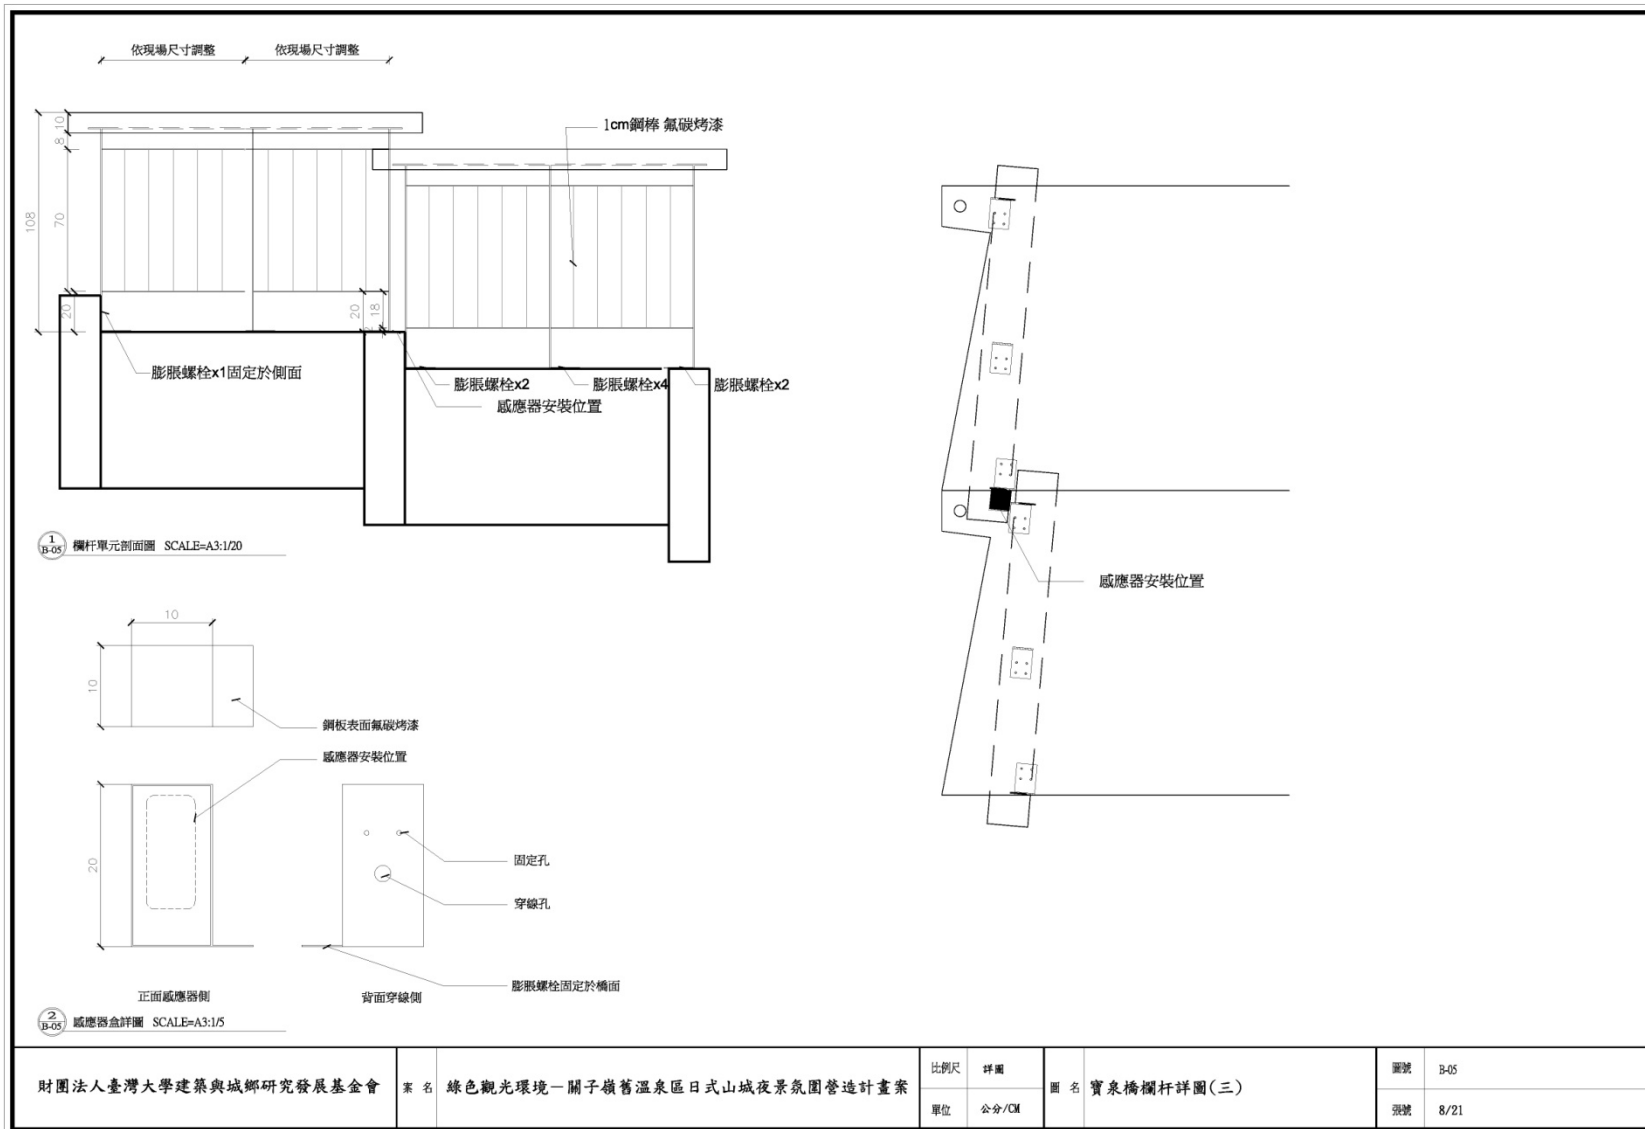 依現場尺寸調整 依現場尺寸調整
1cm鋼棒 氟碳烤漆
10
8
70
108
20
20
18
2
膨脹螺栓x1固定於側面
膨脹螺栓x2 膨脹螺栓x4 膨脹螺栓x2
感應器安裝位置
1
B-05
欄杆單元剖面圖 SCALE=A3:1/20
感應器安裝位置
10
10
鋼板表面氟碳烤漆
感應器安裝位置
20
固定孔
穿線孔
膨脹螺栓固定於橋面
正面感應器側 背面穿線側
2
B-05
感應器盒詳圖 SCALE=A3:1/5
財團法人臺灣大學建築與城鄉研究發展基金會
案名 綠色觀光環境－關子嶺舊溫泉區日式山城夜景氛圍營造計畫案
比例尺 詳圖
單位 公分/CM
圖名 寶泉橋欄杆詳圖(三)
圖號 B-05
張號 8/21